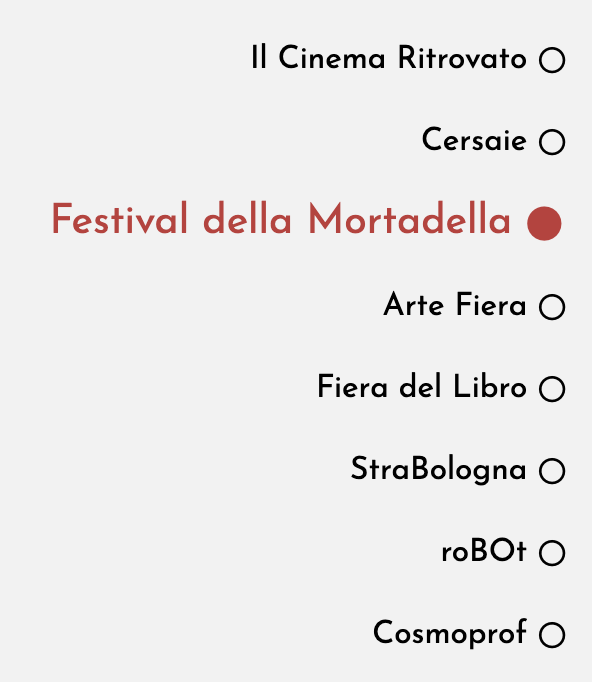 Il Cinema Ritrovato
Cersaie
Festival della Mortadella
Arte Fiera
Fiera del Libro
StraBologna
roBOt
Cosmoprof